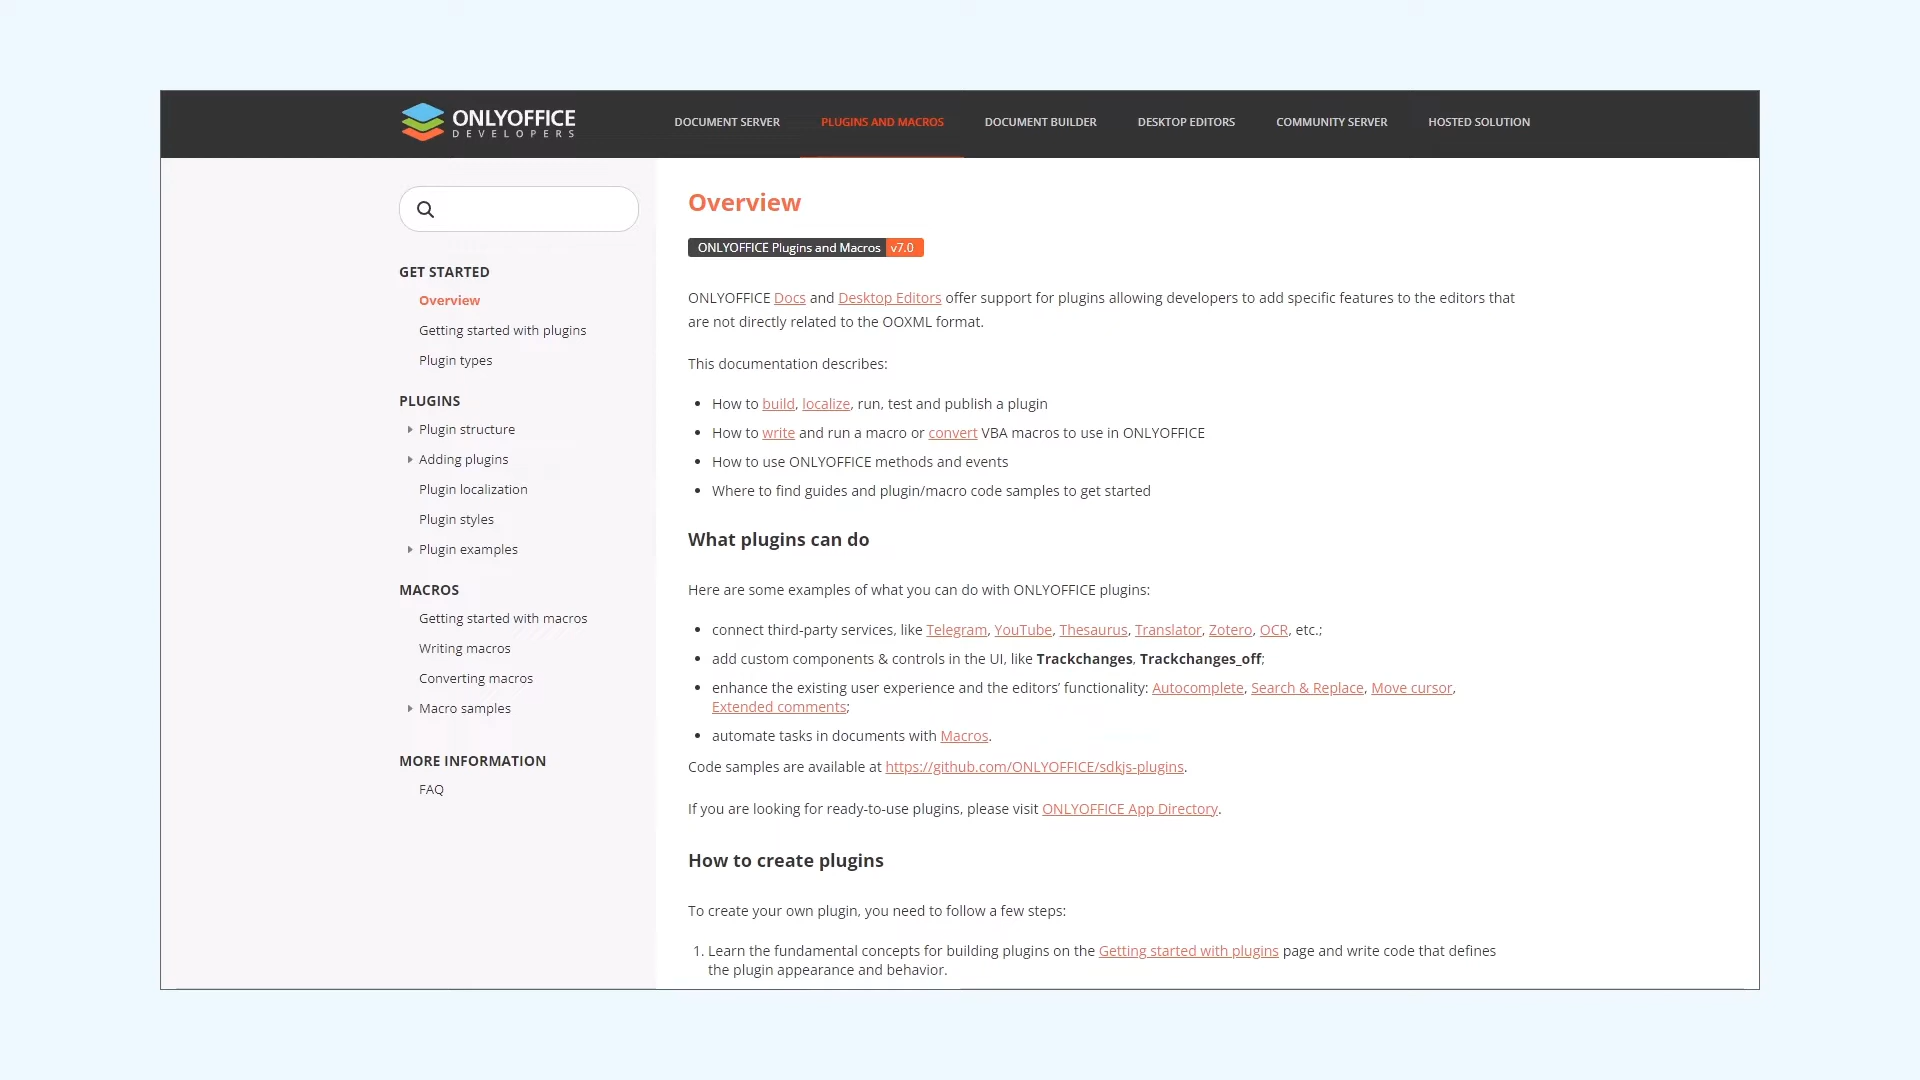 ONLYOFFICE
DEVELOPERS
DOCUMENT SERVER
PLUGINS AND MACROS
DOCUMENT BUILDER
DESKTOP EDITORS
COMMUNITY SERVER
HOSTED SOLUTION
GET STARTED
Overview
Getting started with plugins
Plugin types
PLUGINS
Plugin structure
Adding plugins
Plugin localization
Plugin styles
Plugin examples
MACROS
Getting started with macros
Writing macros
Converting macros
Macro samples
MORE INFORMATION
FAQ
Overview
ONLYOFFICE Plugins and Macros v7.0
ONLYOFFICE Docs and Desktop Editors offer support for plugins allowing developers to add specific features to the editors that
are not directly related to the OOXML format.
This documentation describes:
• How to build, localize, run, test and publish a plugin
• How to write and run a macro or convert VBA macros to use in ONLYOFFICE
• How to use ONLYOFFICE methods and events
• Where to find guides and plugin/macro code samples to get started
What plugins can do
Here are some examples of what you can do with ONLYOFFICE plugins:
• connect third-party services, like Telegram, YouTube, Thesaurus, Translator, Zotero, OCR, etc.;
• add custom components & controls in the UI, like Trackchanges, Trackchanges_off;
• enhance the existing user experience and the editors’ functionality: Autocomplete, Search & Replace, Move cursor,
Extended comments;
• automate tasks in documents with Macros.
Code samples are available at https://github.com/ONLYOFFICE/sdkjs-plugins.
If you are looking for ready-to-use plugins, please visit ONLYOFFICE App Directory.
How to create plugins
To create your own plugin, you need to follow a few steps:
1. Learn the fundamental concepts for building plugins on the Getting started with plugins page and write code that defines
the plugin appearance and behavior.